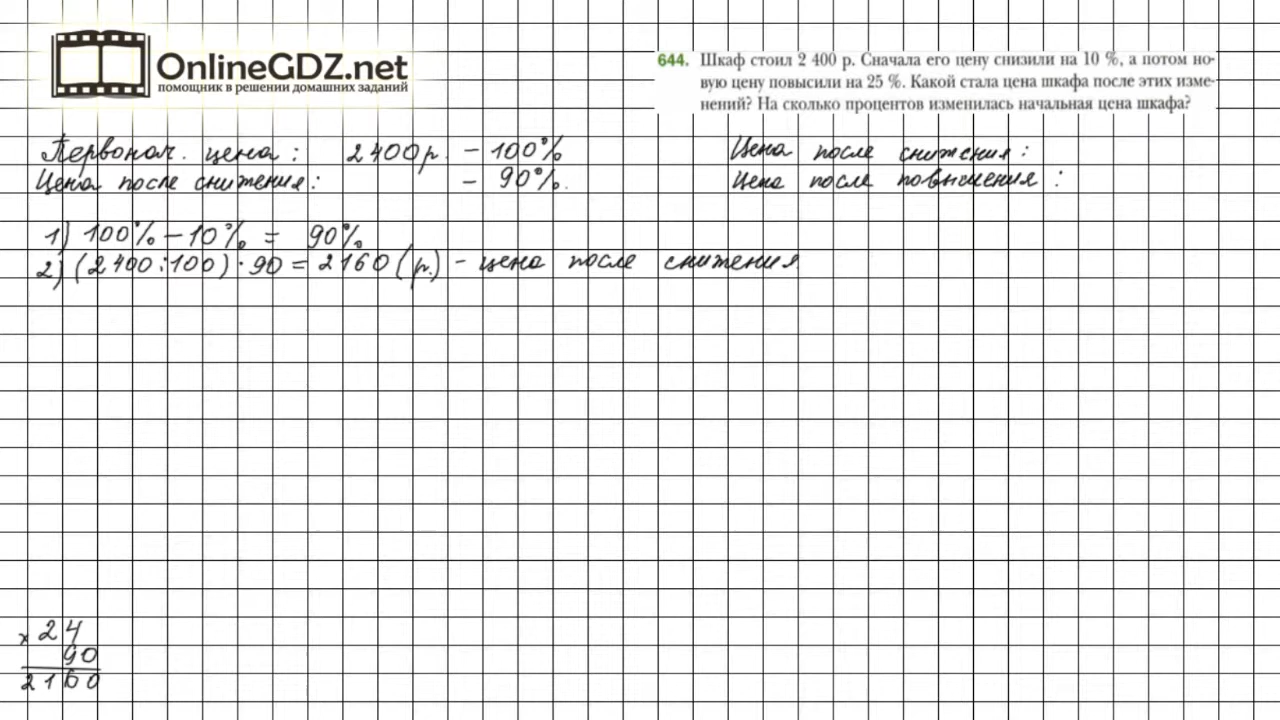 OnlineGDZ.net
помощник в решении домашних заданий
644. Шкаф стоил 2 400 р. Сначала его цену снизили на 10 %, а потом но-
вую цену повысили на 25 %. Какой стала цена шкафа после этих изме-
нений? На сколько процентов изменилась начальная цена шкафа?
Первонач. цена : 2400р. – 100%
Цена после снижения: – 90%.
Цена после снижения :
Цена после повышения :
1) 100% – 10% = 90%
2) (2400:100) · 90 = 2160 (р.) – цена после снижения
× 24
90
2160